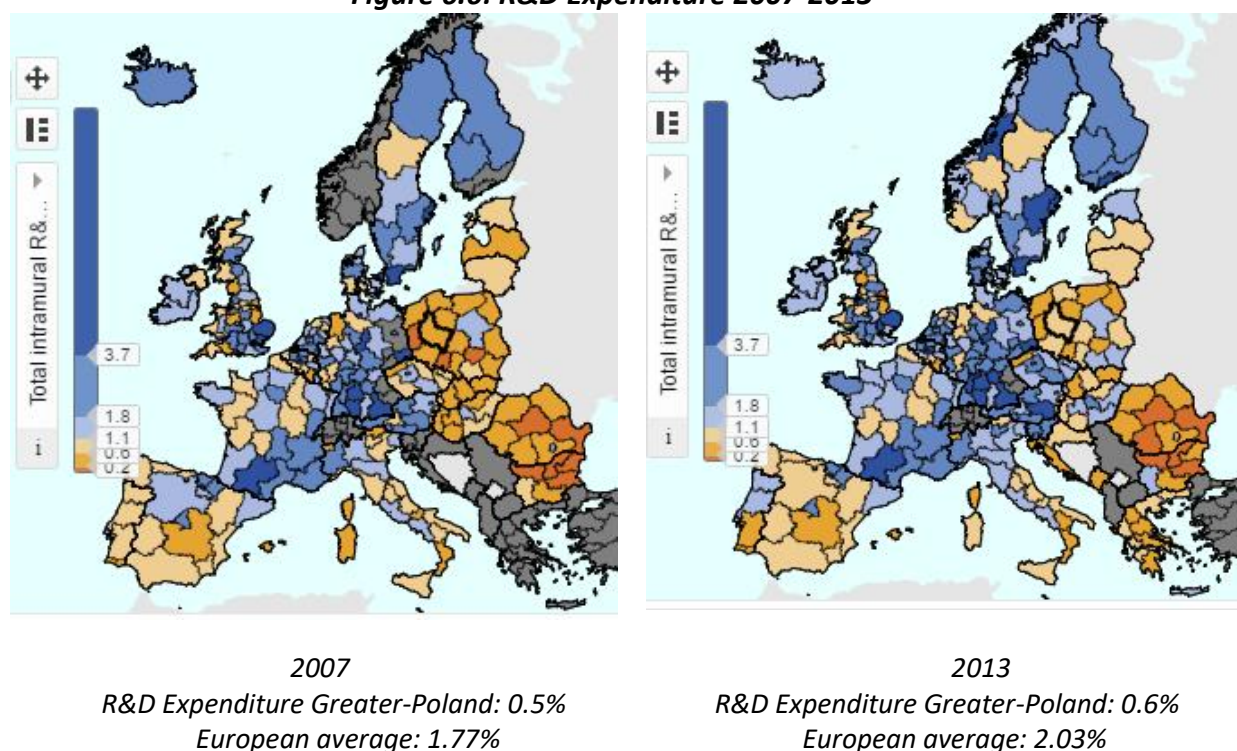 Figure 6.6: R&D Expenditure 2007-2013
Total intramural R&...
3.7
1.8
1.1
0.6
0.2
i
Total intramural R&...
3.7
1.8
1.1
0.6
0.2
i
2007
R&D Expenditure Greater-Poland: 0.5%
European average: 1.77%
2013
R&D Expenditure Greater-Poland: 0.6%
European average: 2.03%